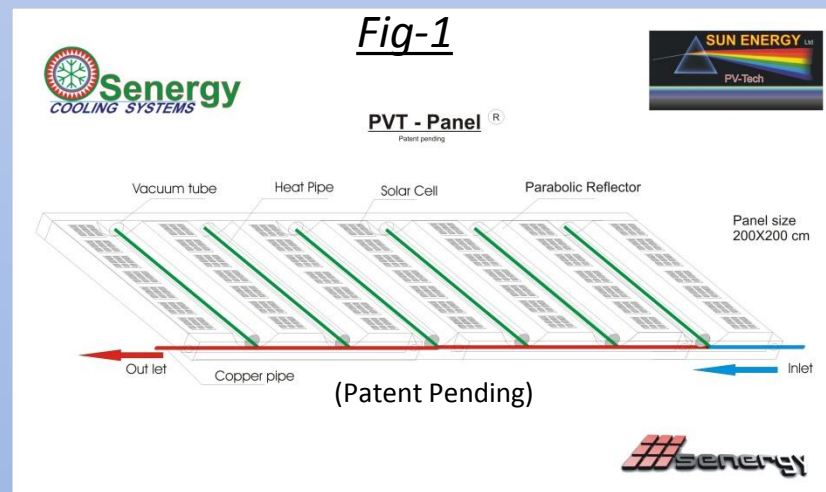 Fig-1
Senergy
COOLING SYSTEMS
SUN ENERGY Ltd
PV-Tech
PVT - Panel ®
Patent pending
Vacuum tube
Heat Pipe
Solar Cell
Parabolic Reflector
Panel size
200X200 cm
Out let
Inlet
Copper pipe
(Patent Pending)
senergy